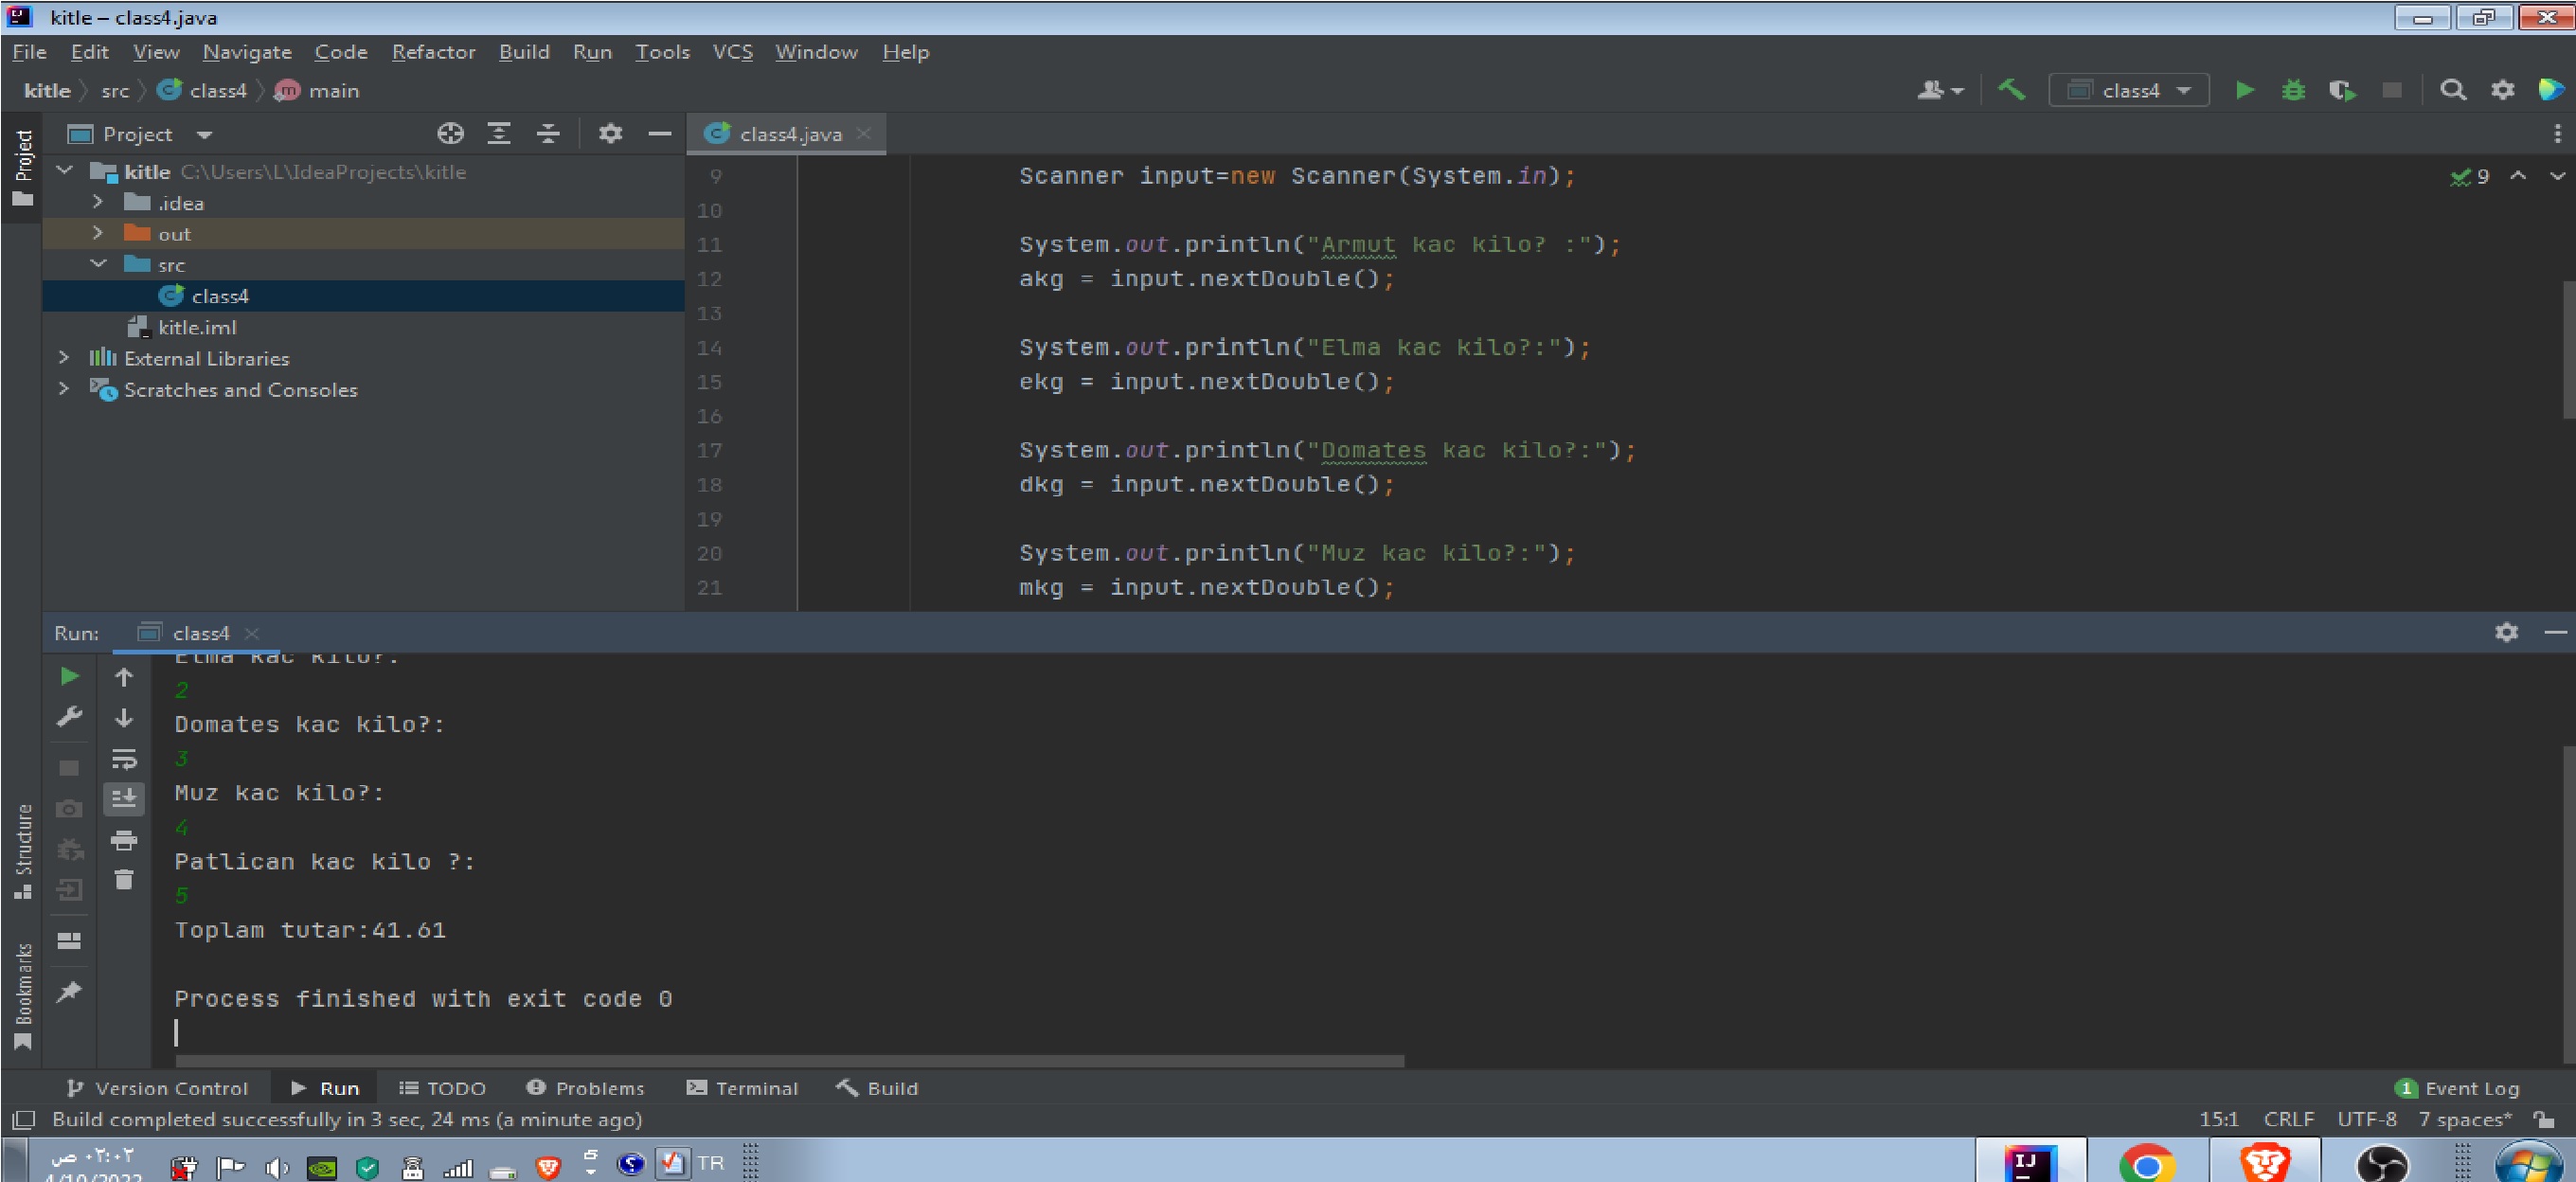 kitle – class4.java
File Edit View Navigate Code Refactor Build Run Tools VCS Window Help
kitle src class4 main
class4
Project
Project
class4.java
kitle C:\Users\L\IdeaProjects\kitle
.idea
out
src
class4
kitle.iml
External Libraries
Scratches and Consoles
9 Scanner input=new Scanner(System.in);
9
10
11 System.out.println("Armut kac kilo? :");
12 akg = input.nextDouble();
13
14 System.out.println("Elma kac kilo?:");
15 ekg = input.nextDouble();
16
17 System.out.println("Domates kac kilo?:");
18 dkg = input.nextDouble();
19
20 System.out.println("Muz kac kilo?:");
21 mkg = input.nextDouble();
Run: class4
Elma kac kilo?:
2
Domates kac kilo?:
3
Muz kac kilo?:
4
Patlican kac kilo ?:
5
Toplam tutar:41.61
Process finished with exit code 0
Structure
Bookmarks
Version Control Run TODO Problems Terminal Build
1 Event Log
Build completed successfully in 3 sec, 24 ms (a minute ago)
15:1 CRLF UTF-8 7 spaces*
٠٢:٠٢ ص
TR
IJ